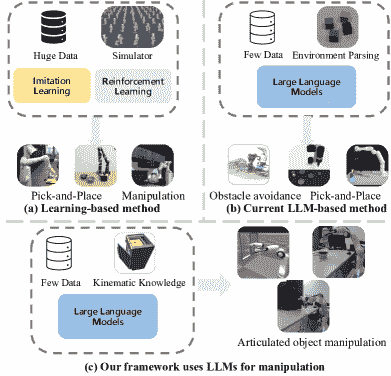 Huge Data
Simulator
Imitation
Learning
Reinforcement
Learning
Pick-and-Place
Manipulation
(a) Learning-based method
Few Data
Environment Parsing
Large Language
Models
Obstacle avoidance
Pick-and-Place
(b) Current LLM-based method
Few Data
Kinematic Knowledge
Large Language
Models
Articulated object manipulation
(c) Our framework uses LLMs for manipulation